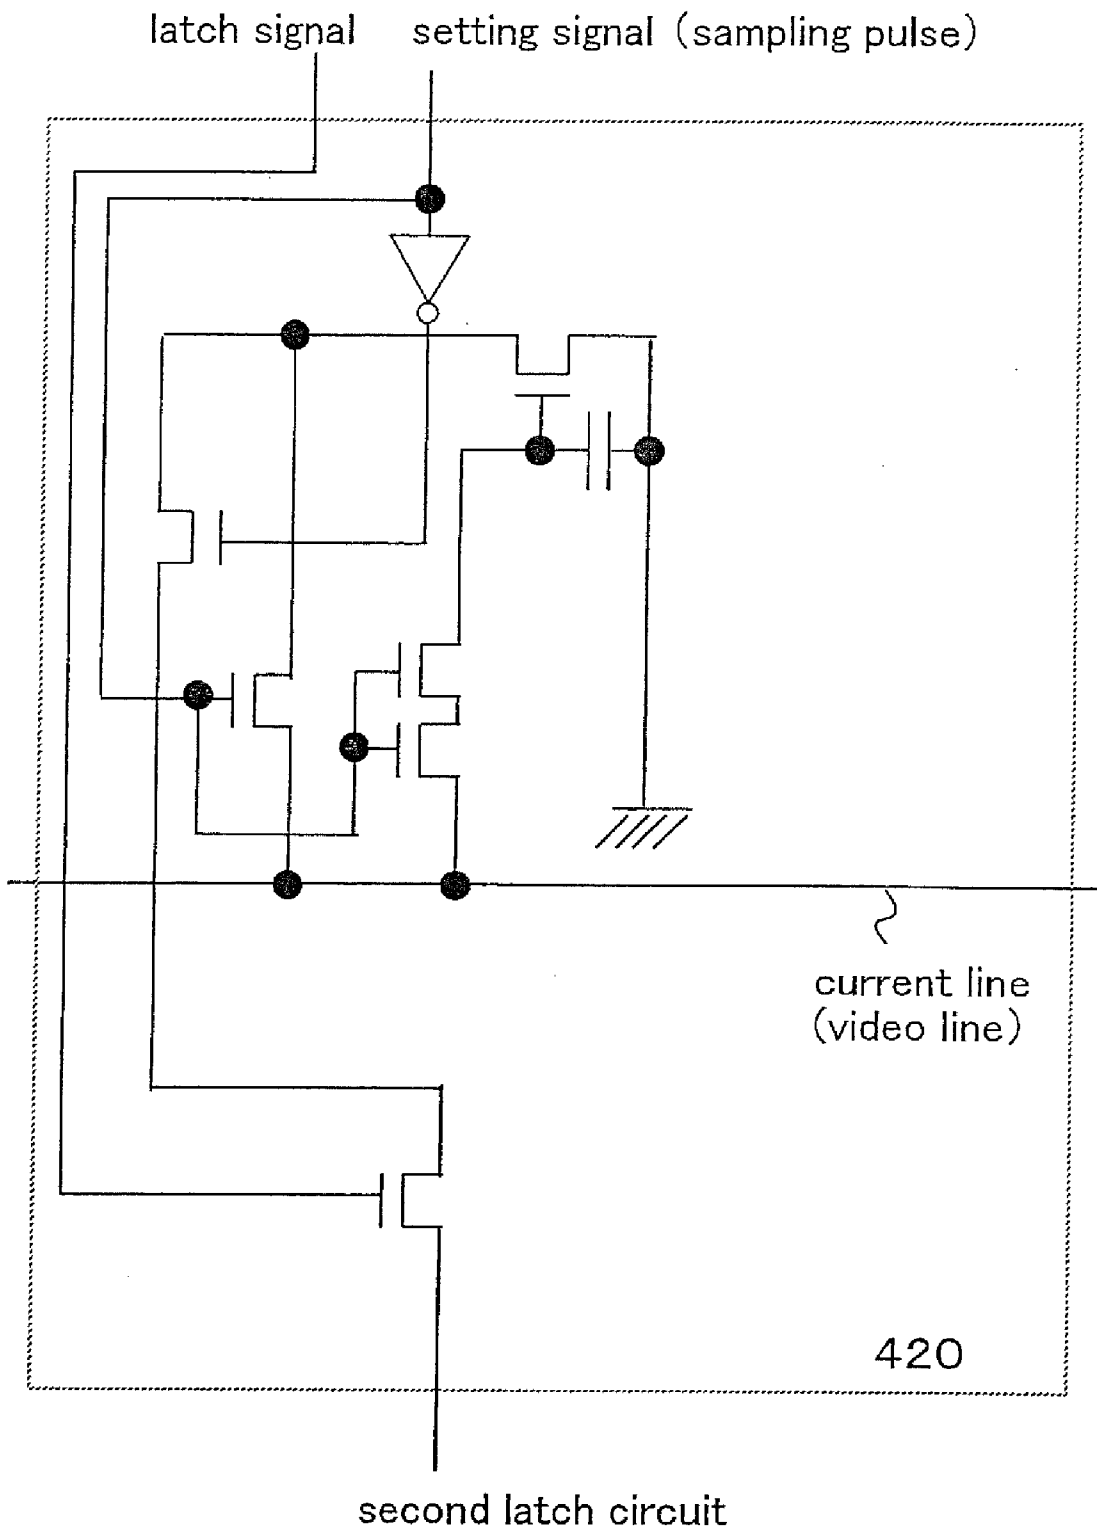 latch signal
setting signal (sampling pulse)
current line
(video line)
420
second latch circuit